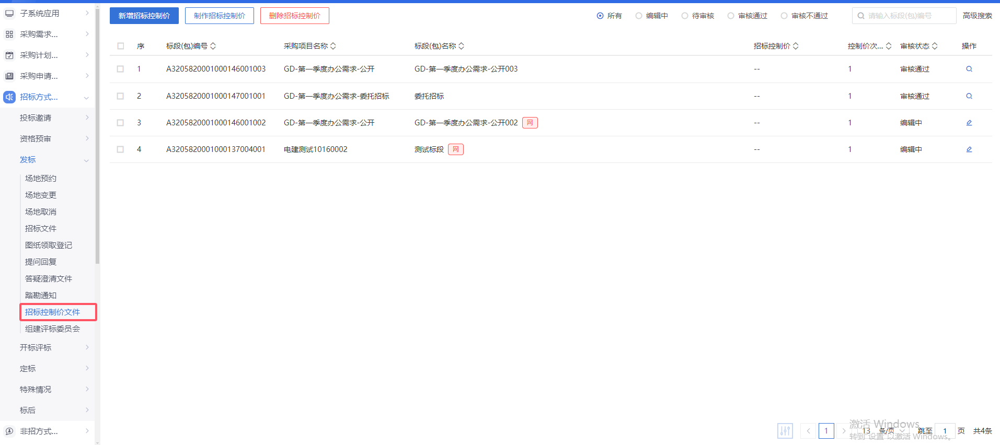 子系统应用
采购需求...
采购计划...
采购申请...
招标方式...
投标邀请
资格预审
发标
场地预约
场地变更
场地取消
招标文件
图纸领取登记
提问回复
答疑澄清文件
踏勘通知
招标控制价文件
组建评标委员会
开标评标
定标
特殊情况
标后
非招方式...
新增招标控制价 制作招标控制价 删除招标控制价 所有 编辑中 待审核 审核通过 审核不通过 请输入标段(包)编号 高级搜索
序 标段(包)编号 采购项目名称 标段(包)名称 招标控制价 控制价次... 审核状态 操作
1 A3205820001000146001003 GD-第一季度办公需求-公开 GD-第一季度办公需求-公开003 -- 1 审核通过
2 A3205820001000147001001 GD-第一季度办公需求-委托招标 委托招标 -- 1 审核通过
3 A3205820001000146001002 GD-第一季度办公需求-公开 GD-第一季度办公需求-公开002 网 -- 1 编辑中
4 A3205820001000137004001 电建测试10160002 测试标段 网 -- 1 编辑中
1 13 条/页 跳至 1 页 共4条
激活 Windows
转到"设置"以激活 Windows。